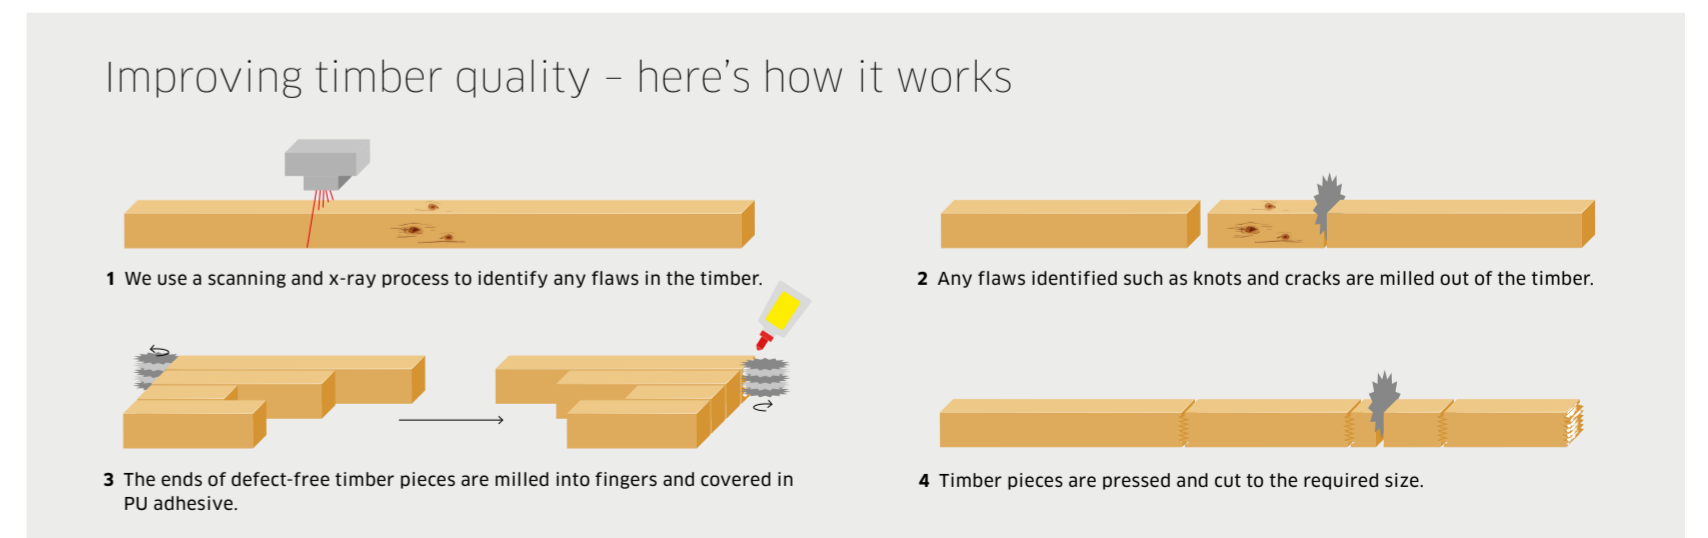 Improving timber quality – here's how it works
1 We use a scanning and x-ray process to identify any flaws in the timber.
2 Any flaws identified such as knots and cracks are milled out of the timber.
3 The ends of defect-free timber pieces are milled into fingers and covered in
PU adhesive.
4 Timber pieces are pressed and cut to the required size.